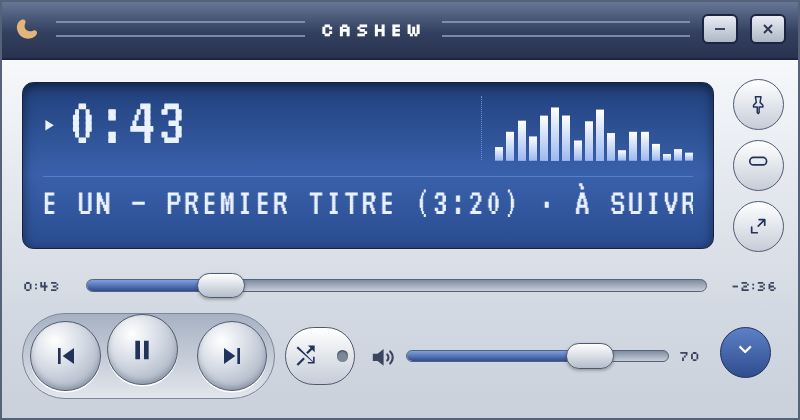 CASHEW
0:43
E UN – PREMIER TITRE (3:20) · À SUIVR
0:43
-2:36
70